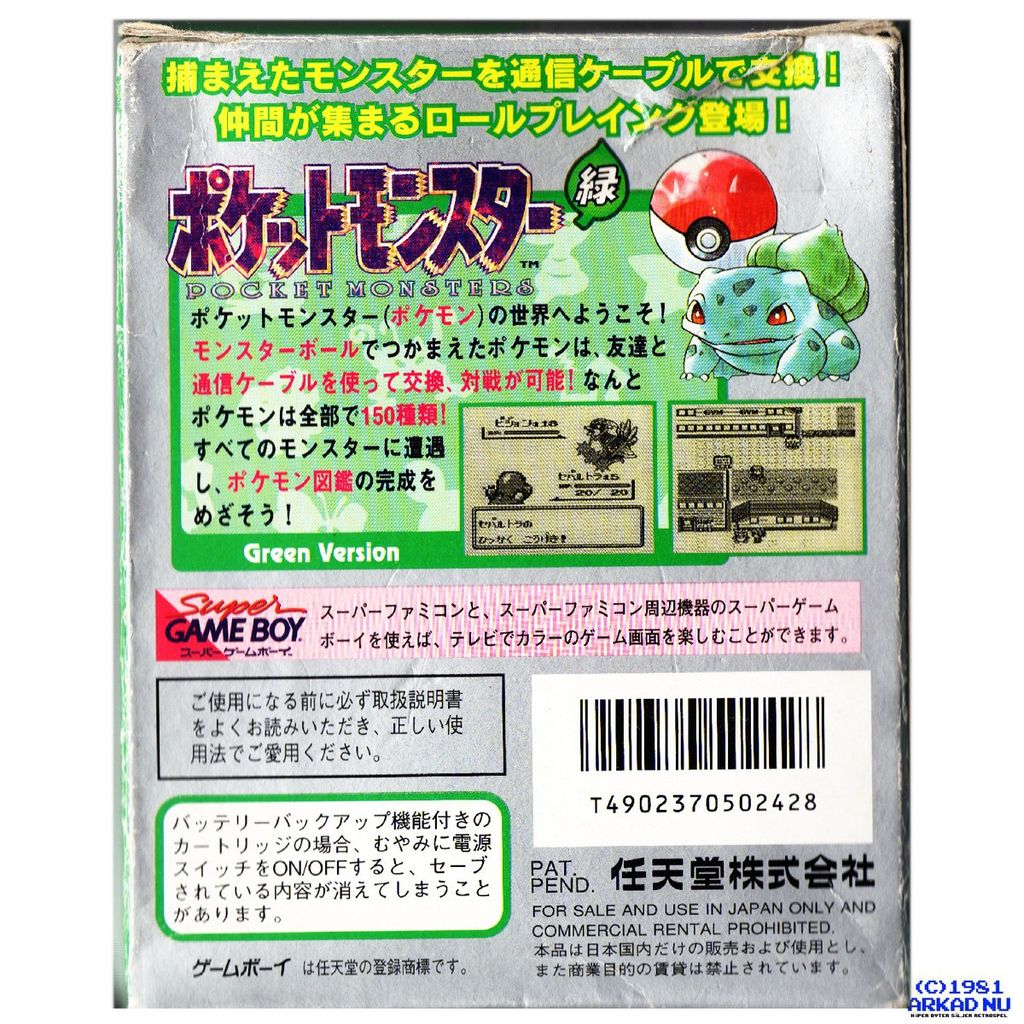 捕まえたモンスターを通信ケーブルで交換！
仲間が集まるロールプレイング登場！
ポケットモンスター 緑
TM
POCKET MONSTERS
ポケットモンスター(ポケモン)の世界へようこそ！
モンスターボールでつかまえたポケモンは、友達と
通信ケーブルを使って交換、対戦が可能！なんと
ポケモンは全部で150種類！
すべてのモンスターに遭遇
し、ポケモン図鑑の完成を
めざそう！
Green Version
GYM GYM
20/ 20
ひっかく こうげき！
Super
GAME BOY
スーパーゲームボーイ
スーパーファミコンと、スーパーファミコン周辺機器のスーパーゲーム
ボーイを使えば、テレビでカラーのゲーム画面を楽しむことができます。
ご使用になる前に必ず取扱説明書
をよくお読みいただき、正しい使
用法でご愛用ください。
T4902370502428
バッテリーバックアップ機能付きの
カートリッジの場合、むやみに電源
スイッチをON/OFFすると、セーブ
されている内容が消えてしまうこと
があります。
PAT.
PEND. 任天堂株式会社
FOR SALE AND USE IN JAPAN ONLY AND
COMMERCIAL RENTAL PROHIBITED.
本品は日本国内だけの販売および使用とし、
また商業目的の賃貸は禁止されています。
ゲームボーイ は任天堂の登録商標です。
(C)1981
ARKAD NU
HIPER BYTER SÄLJER RETROSPEL